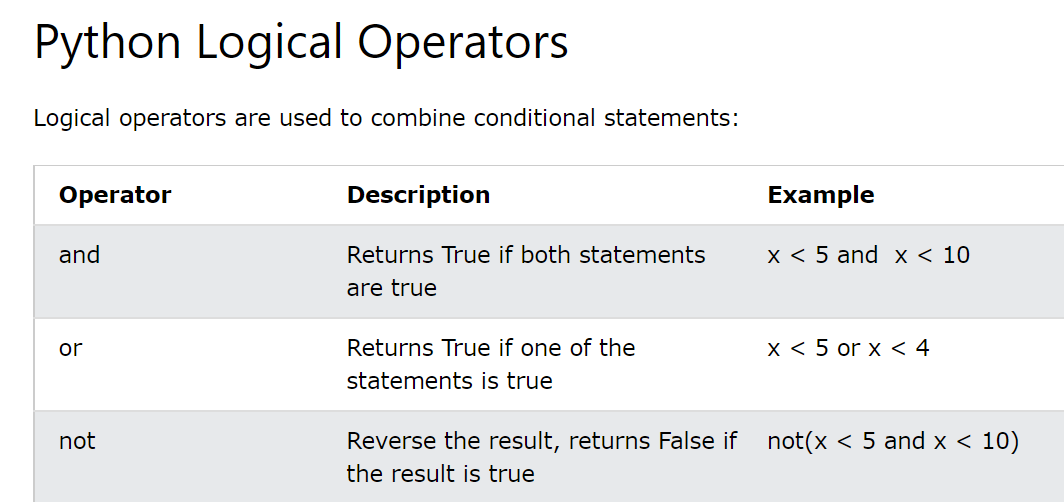 Python Logical Operators
Logical operators are used to combine conditional statements:
Operator Description Example
and Returns True if both statements x < 5 and  x < 10
are true
or Returns True if one of the x < 5 or x < 4
statements is true
not Reverse the result, returns False if not(x < 5 and x < 10)
the result is true